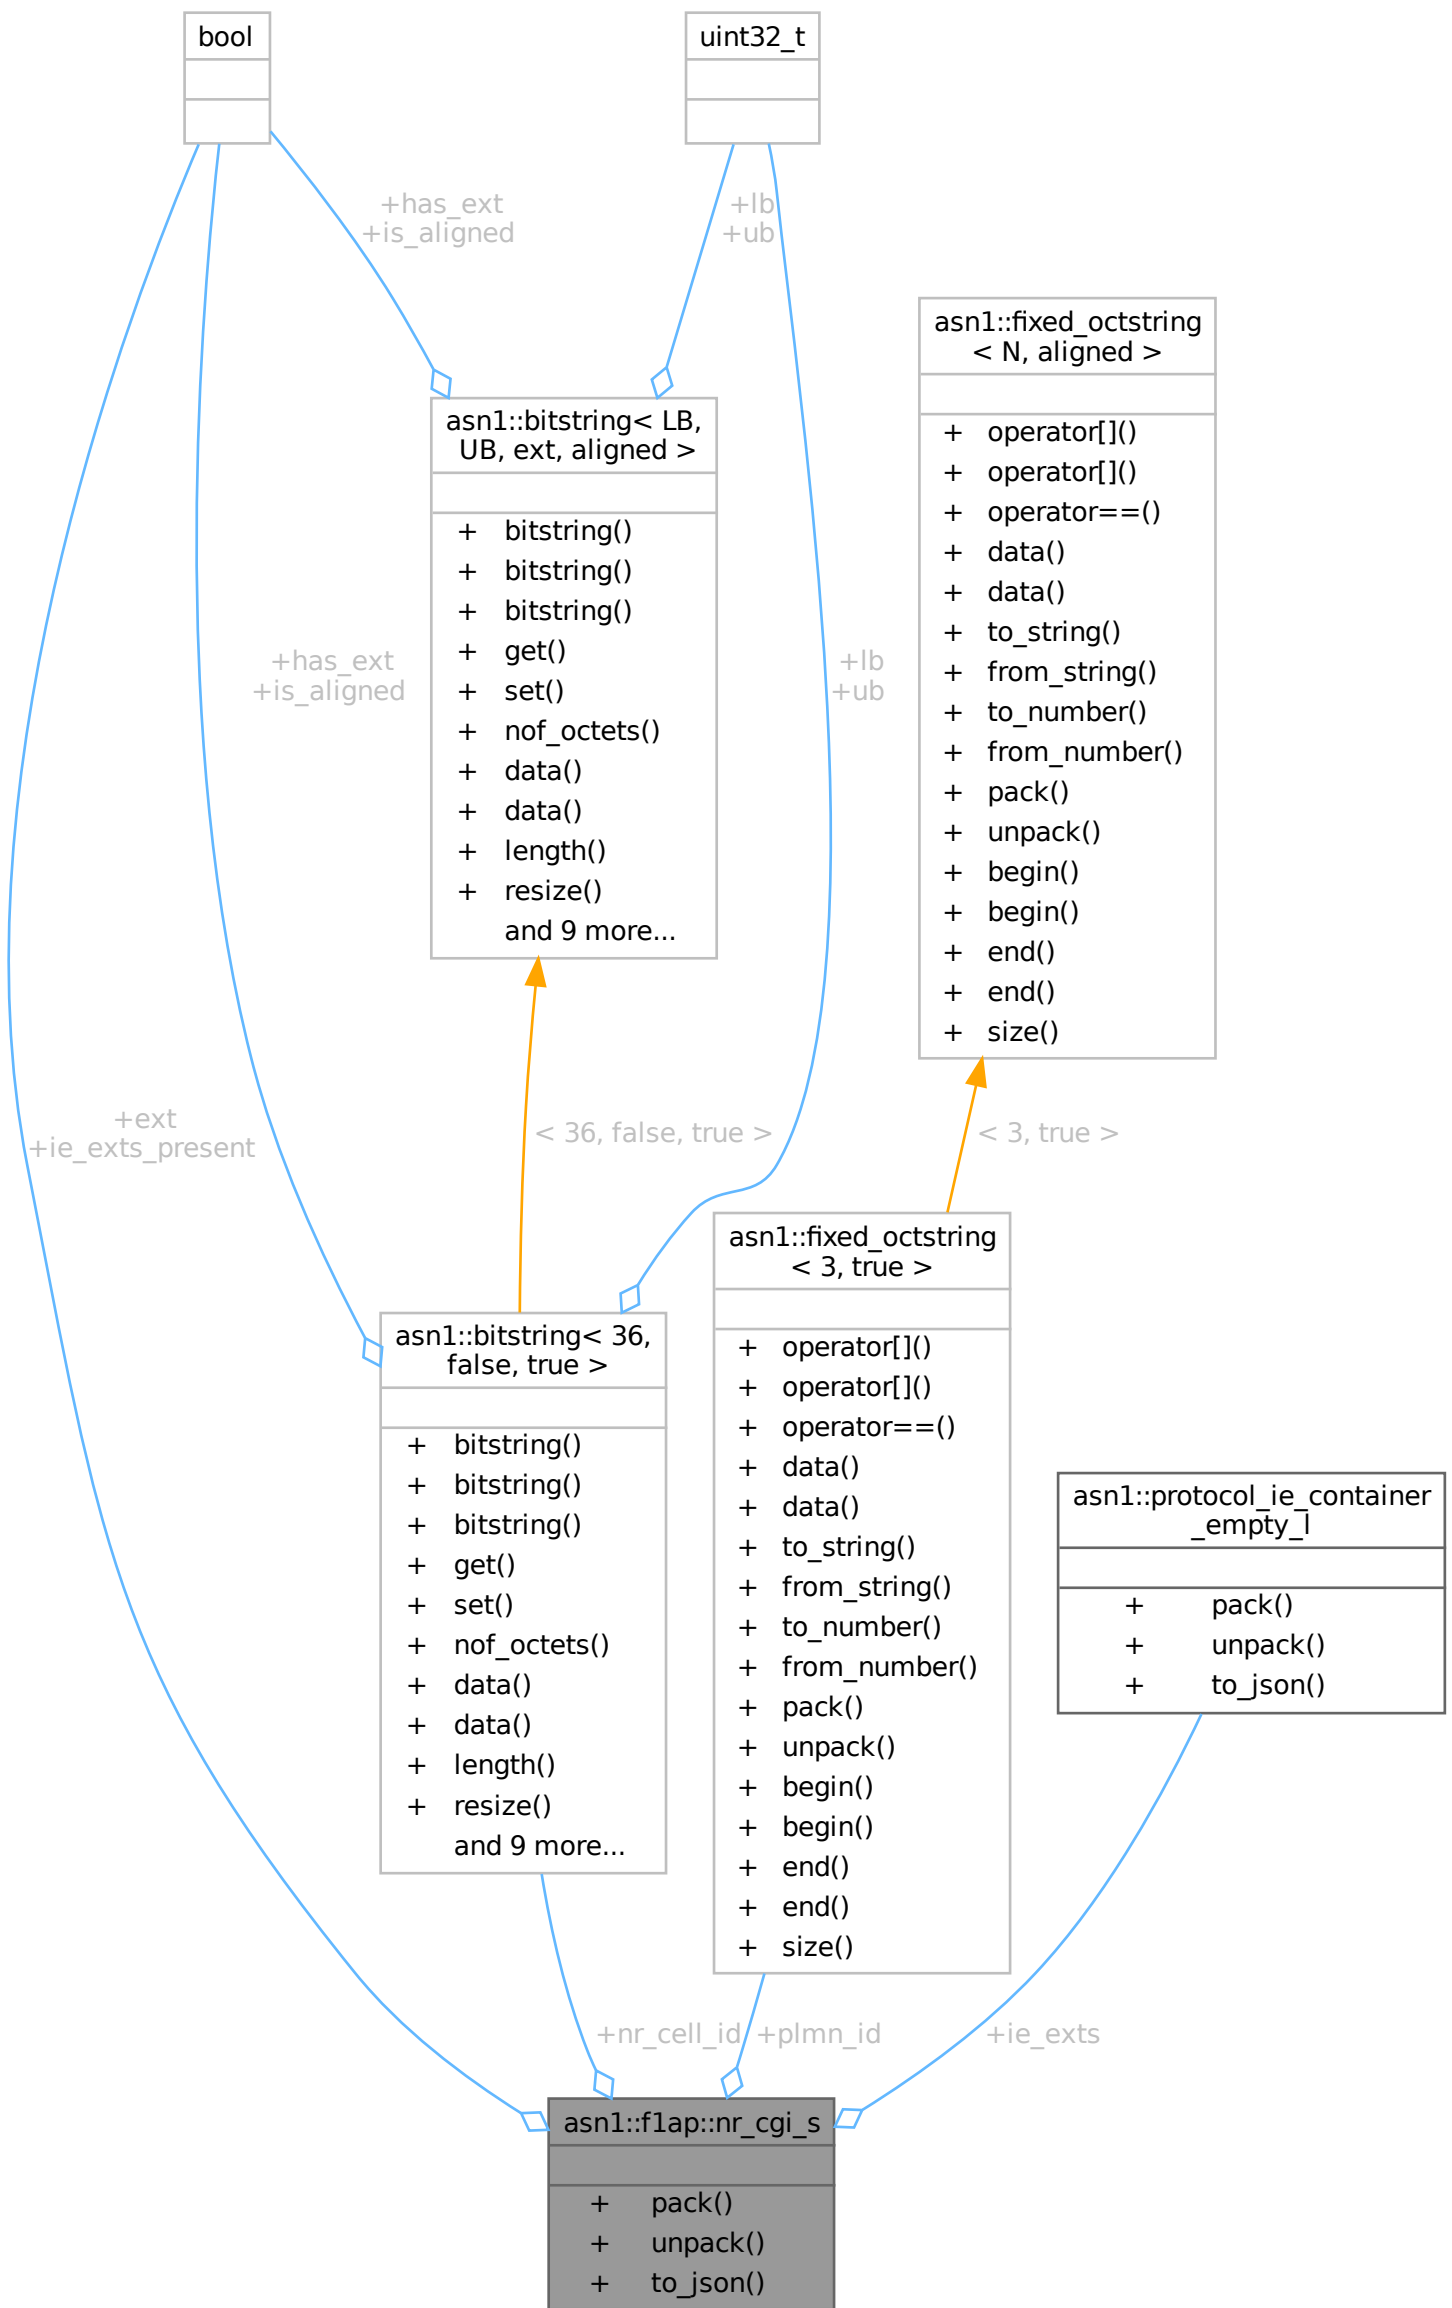 bool
uint32_t
+has_ext
+is_aligned
+lb
+ub
asn1::fixed_octstring
< N, aligned >
+ operator[]()
+ operator[]()
+ operator==()
+ data()
+ data()
+ to_string()
+ from_string()
+ to_number()
+ from_number()
+ pack()
+ unpack()
+ begin()
+ begin()
+ end()
+ end()
+ size()
asn1::bitstring< LB,
UB, ext, aligned >
+ bitstring()
+ bitstring()
+ bitstring()
+ get()
+ set()
+ nof_octets()
+ data()
+ data()
+ length()
+ resize()
and 9 more...
+has_ext
+is_aligned
+lb
+ub
+ext
+ie_exts_present
< 36, false, true >
< 3, true >
asn1::fixed_octstring
< 3, true >
+ operator[]()
+ operator[]()
+ operator==()
+ data()
+ data()
+ to_string()
+ from_string()
+ to_number()
+ from_number()
+ pack()
+ unpack()
+ begin()
+ begin()
+ end()
+ end()
+ size()
asn1::bitstring< 36,
false, true >
+ bitstring()
+ bitstring()
+ bitstring()
+ get()
+ set()
+ nof_octets()
+ data()
+ data()
+ length()
+ resize()
and 9 more...
asn1::protocol_ie_container
_empty_l
+ pack()
+ unpack()
+ to_json()
+nr_cell_id
+plmn_id
+ie_exts
asn1::f1ap::nr_cgi_s
+ pack()
+ unpack()
+ to_json()